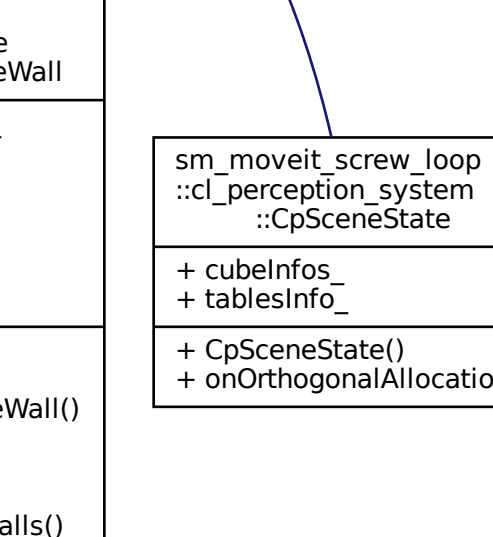 e
eWall
eWall()
alls()
sm_moveit_screw_loop
::cl_perception_system
::CpSceneState
+ cubeInfos_
+ tablesInfo_
+ CpSceneState()
+ onOrthogonalAllocatio